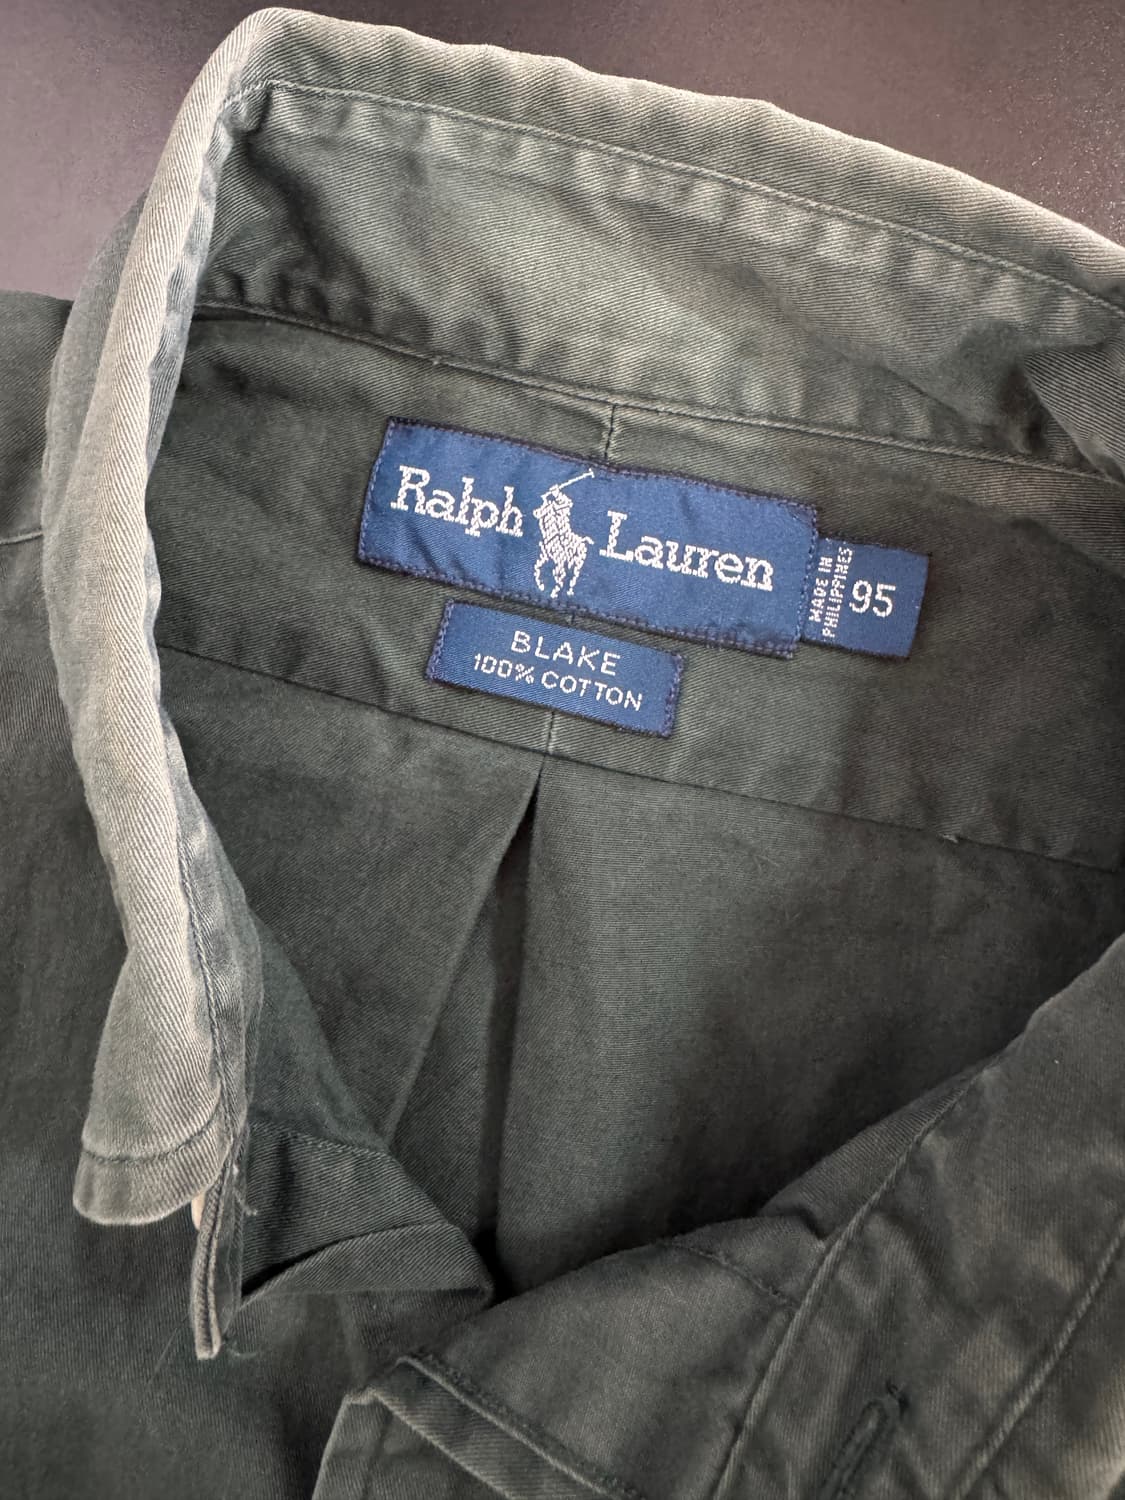 Ralph Lauren
MADE IN
PHILIPPINES
95
BLAKE
100% COTTON